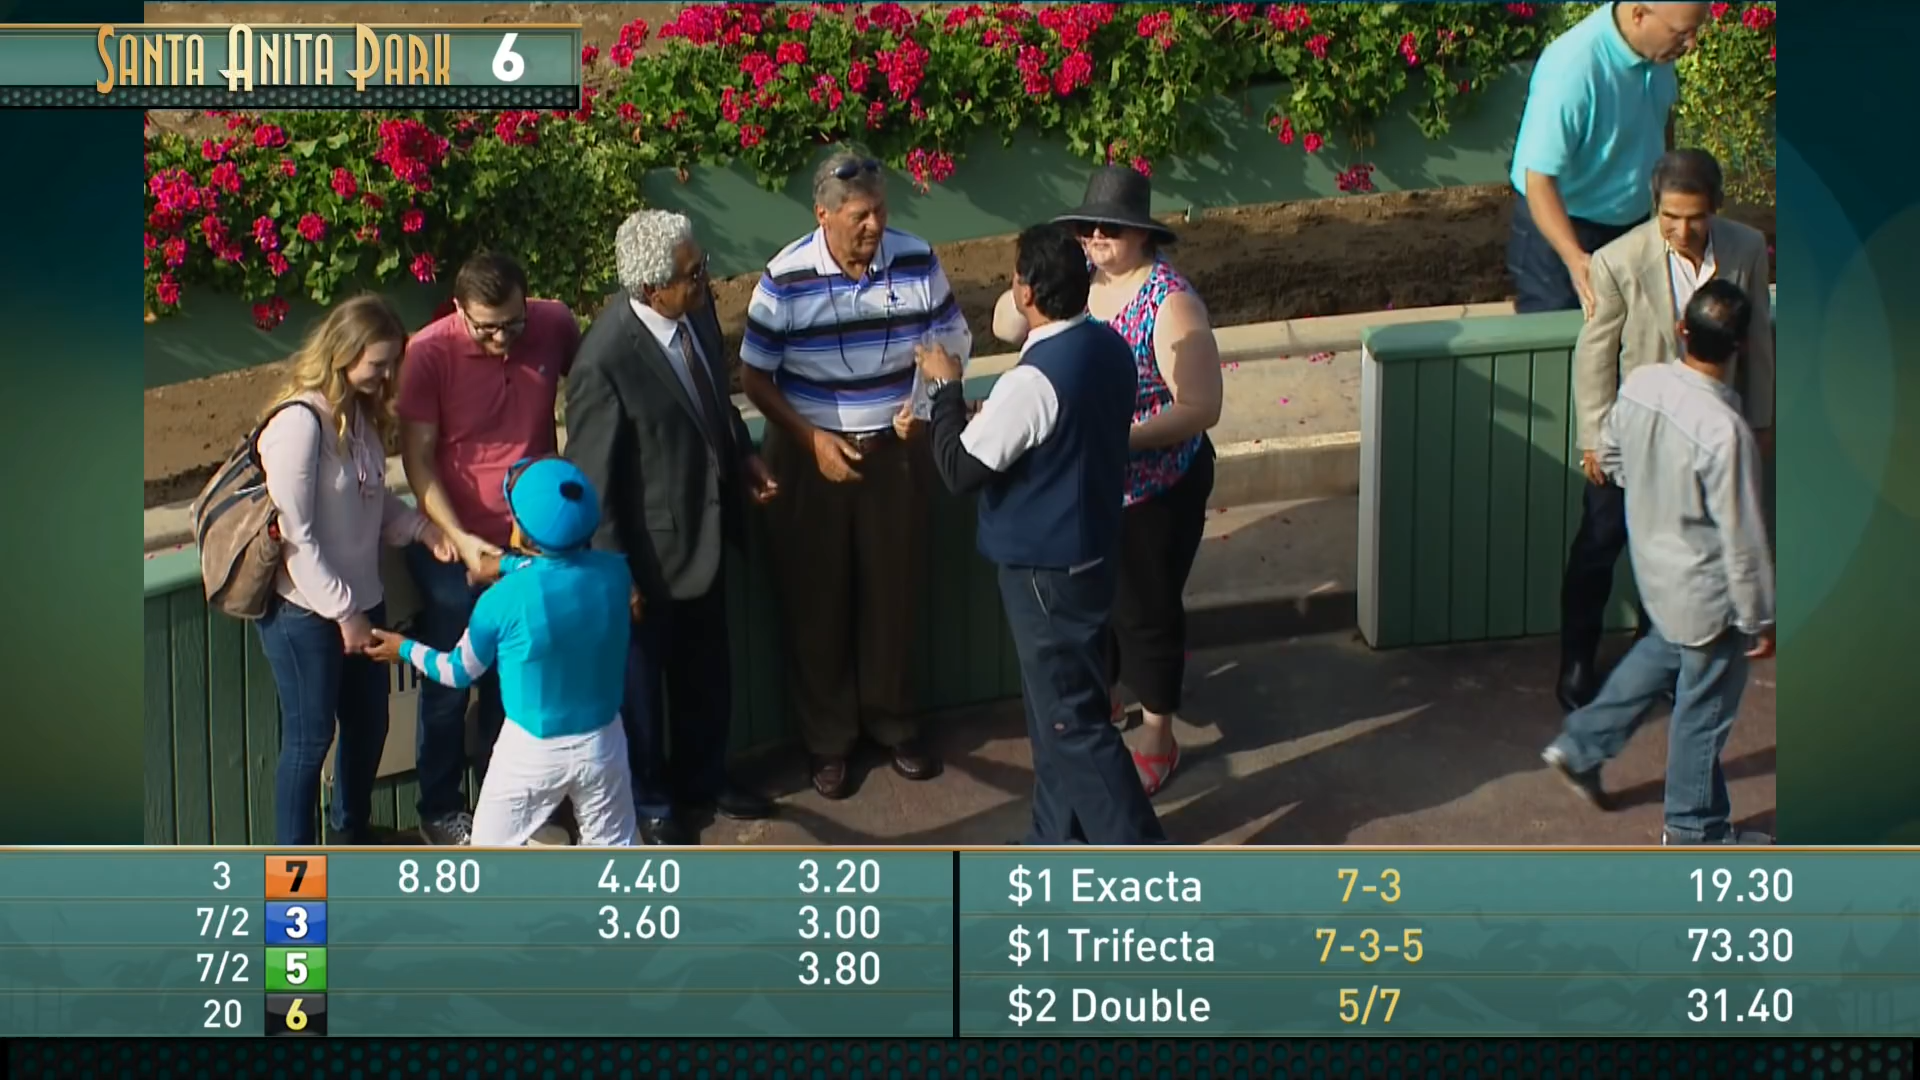 SANTA ANITA PARK 6
3 7 8.80 4.40 3.20
7/2 3 3.60 3.00
7/2 5 3.80
20 6
$1 Exacta 7-3 19.30
$1 Trifecta 7-3-5 73.30
$2 Double 5/7 31.40